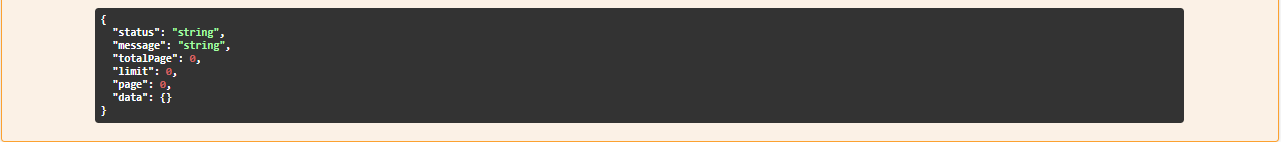 {
"status": "string",
"message": "string",
"totalPage": 0,
"limit": 0,
"page": 0,
"data": {}
}